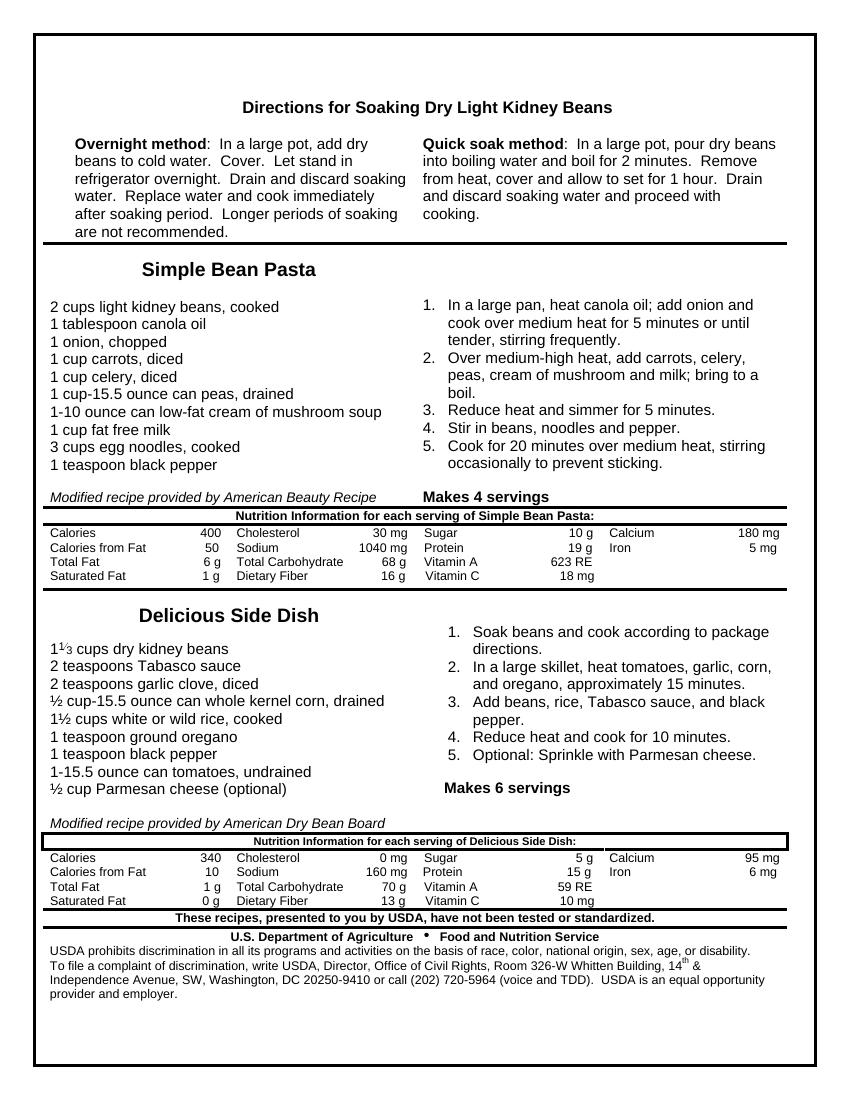 Directions for Soaking Dry Light Kidney Beans
Overnight method:  In a large pot, add dry
beans to cold water.  Cover.  Let stand in
refrigerator overnight.  Drain and discard soaking
water.  Replace water and cook immediately
after soaking period.  Longer periods of soaking
are not recommended.
Quick soak method:  In a large pot, pour dry beans
into boiling water and boil for 2 minutes.  Remove
from heat, cover and allow to set for 1 hour.  Drain
and discard soaking water and proceed with
cooking.
Simple Bean Pasta
2 cups light kidney beans, cooked
1 tablespoon canola oil
1 onion, chopped
1 cup carrots, diced
1 cup celery, diced
1 cup-15.5 ounce can peas, drained
1-10 ounce can low-fat cream of mushroom soup
1 cup fat free milk
3 cups egg noodles, cooked
1 teaspoon black pepper
Modified recipe provided by American Beauty Recipe
1. In a large pan, heat canola oil; add onion and
cook over medium heat for 5 minutes or until
tender, stirring frequently.
2. Over medium-high heat, add carrots, celery,
peas, cream of mushroom and milk; bring to a
boil.
3. Reduce heat and simmer for 5 minutes.
4. Stir in beans, noodles and pepper.
5. Cook for 20 minutes over medium heat, stirring
occasionally to prevent sticking.
Makes 4 servings
Nutrition Information for each serving of Simple Bean Pasta:
Calories 400 Cholesterol 30 mg Sugar 10 g Calcium 180 mg
Calories from Fat 50 Sodium 1040 mg Protein 19 g Iron 5 mg
Total Fat 6 g Total Carbohydrate 68 g Vitamin A 623 RE
Saturated Fat 1 g Dietary Fiber 16 g Vitamin C 18 mg
Delicious Side Dish
1⅓ cups dry kidney beans
2 teaspoons Tabasco sauce
2 teaspoons garlic clove, diced
½ cup-15.5 ounce can whole kernel corn, drained
1½ cups white or wild rice, cooked
1 teaspoon ground oregano
1 teaspoon black pepper
1-15.5 ounce can tomatoes, undrained
½ cup Parmesan cheese (optional)
Modified recipe provided by American Dry Bean Board
1. Soak beans and cook according to package
directions.
2. In a large skillet, heat tomatoes, garlic, corn,
and oregano, approximately 15 minutes.
3. Add beans, rice, Tabasco sauce, and black
pepper.
4. Reduce heat and cook for 10 minutes.
5. Optional: Sprinkle with Parmesan cheese.
Makes 6 servings
Nutrition Information for each serving of Delicious Side Dish:
Calories 340 Cholesterol 0 mg Sugar 5 g Calcium 95 mg
Calories from Fat 10 Sodium 160 mg Protein 15 g Iron 6 mg
Total Fat 1 g Total Carbohydrate 70 g Vitamin A 59 RE
Saturated Fat 0 g Dietary Fiber 13 g Vitamin C 10 mg
These recipes, presented to you by USDA, have not been tested or standardized.
U.S. Department of Agriculture • Food and Nutrition Service
USDA prohibits discrimination in all its programs and activities on the basis of race, color, national origin, sex, age, or disability.
To file a complaint of discrimination, write USDA, Director, Office of Civil Rights, Room 326-W Whitten Building, 14th &
Independence Avenue, SW, Washington, DC 20250-9410 or call (202) 720-5964 (voice and TDD).  USDA is an equal opportunity
provider and employer.